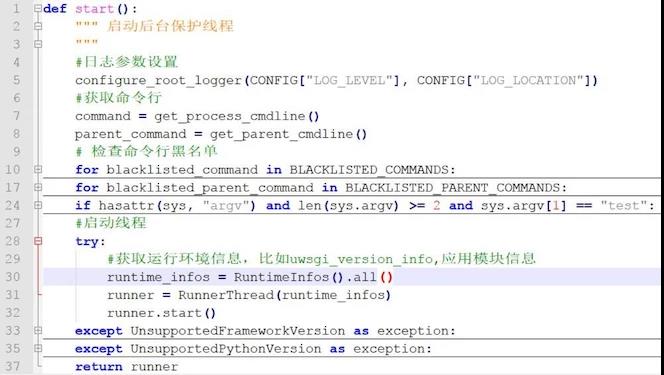 1 def start():
2 """ 启动后台保护线程
3 """
4 #日志参数设置
5 configure_root_logger(CONFIG["LOG_LEVEL"], CONFIG["LOG_LOCATION"])
6 #获取命令行
7 command = get_process_cmdline()
8 parent_command = get_parent_cmdline()
9 # 检查命令行黑名单
10 for blacklisted_command in BLACKLISTED_COMMANDS:
17 for blacklisted_parent_command in BLACKLISTED_PARENT_COMMANDS:
24 if hasattr(sys, "argv") and len(sys.argv) >= 2 and sys.argv[1] == "test":
27 #启动线程
28 try:
29 #获取运行环境信息，比如uwsgi_version_info,应用模块信息
30 runtime_infos = RuntimeInfos().all()
31 runner = RunnerThread(runtime_infos)
32 runner.start()
33 except UnsupportedFrameworkVersion as exception:
35 except UnsupportedPythonVersion as exception:
37 return runner